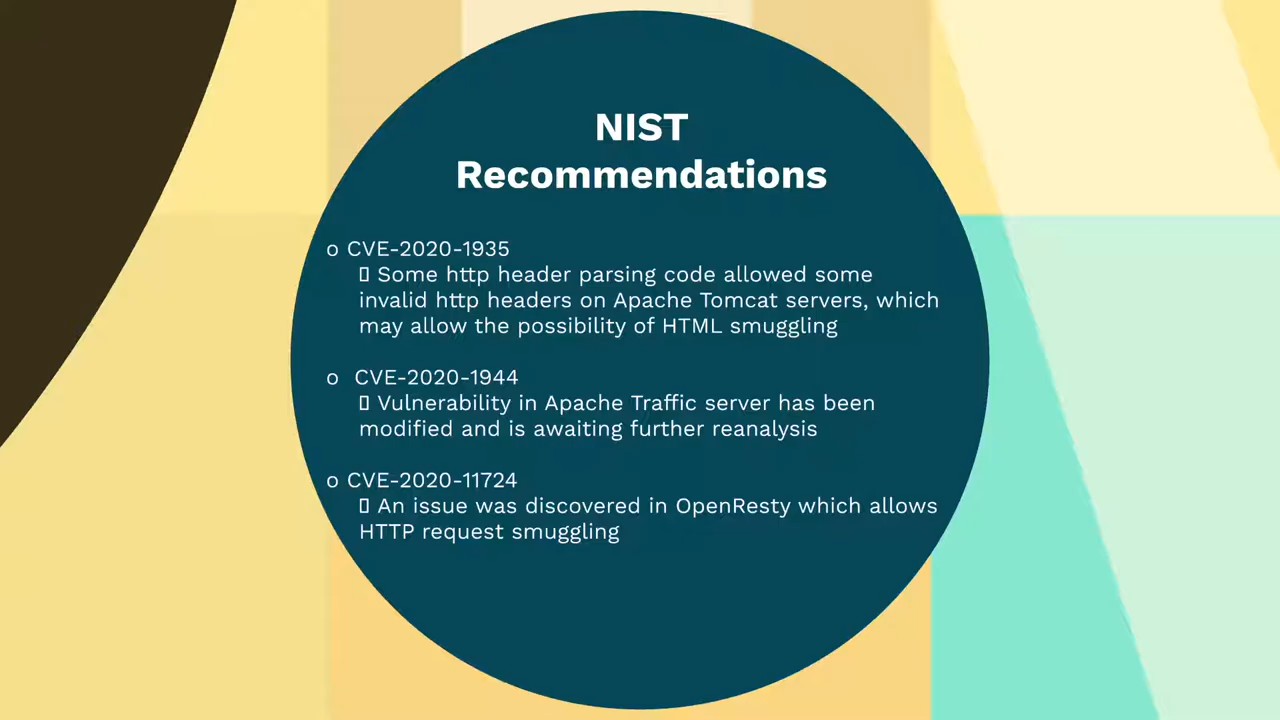 NIST
Recommendations
o CVE-2020-1935
▯ Some http header parsing code allowed some
invalid http headers on Apache Tomcat servers, which
may allow the possibility of HTML smuggling
o CVE-2020-1944
▯ Vulnerability in Apache Traffic server has been
modified and is awaiting further reanalysis
o CVE-2020-11724
▯ An issue was discovered in OpenResty which allows
HTTP request smuggling